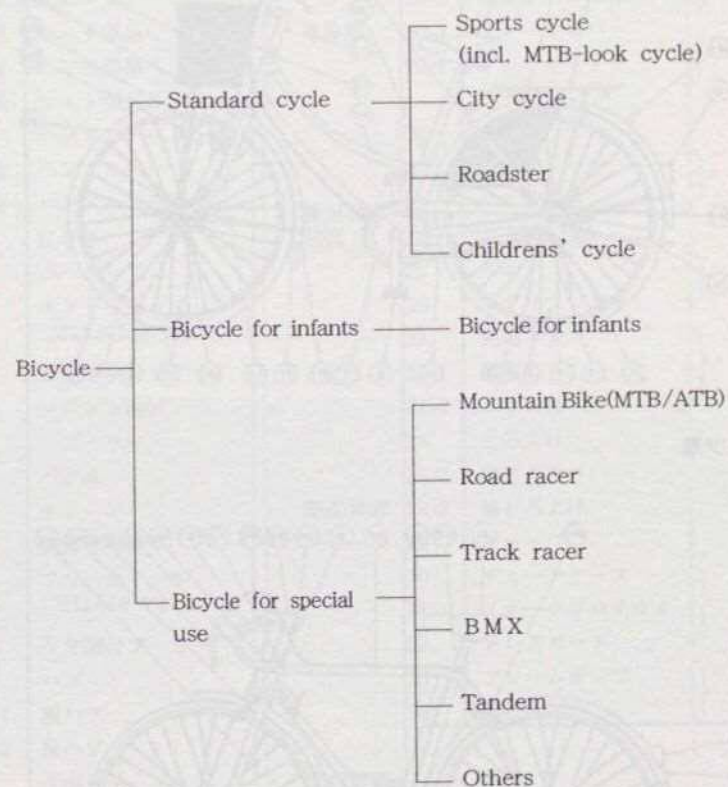 Sports cycle
(incl. MTB-look cycle)
Standard cycle
City cycle
Roadster
Childrens' cycle
Bicycle for infants
Bicycle for infants
Bicycle
Mountain Bike(MTB/ATB)
Road racer
Track racer
Bicycle for special
use
BMX
Tandem
Others